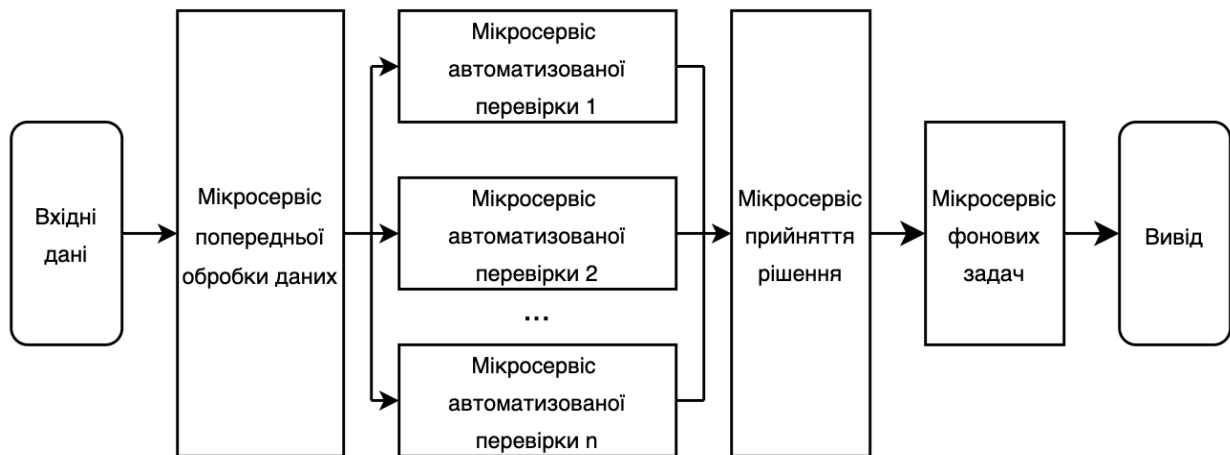 Вхідні
дані
Мікросервіс
попередньої
обробки даних
Мікросервіс
автоматизованої
перевірки 1
Мікросервіс
автоматизованої
перевірки 2
...
Мікросервіс
автоматизованої
перевірки n
Мікросервіс
прийняття
рішення
Мікросервіс
фонових
задач
Вивід